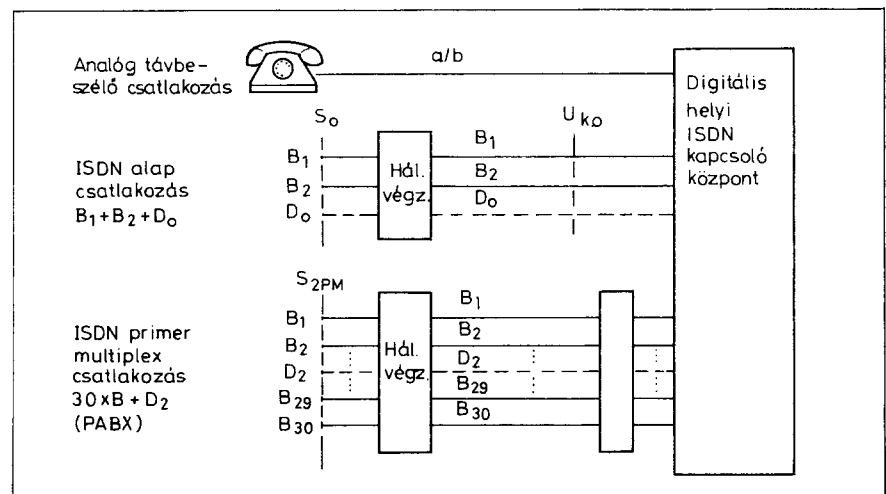 Analóg távbe-
szélő csatlakozás
a/b
Digitális
helyi
ISDN
kapcsoló
központ
ISDN alap
csatlakozás
B₁+B₂+D₀
S₀
B₁
B₂
D₀
Hál.
végz.
B₁
B₂
D₀
U k₀
ISDN primer
multiplex
csatlakozás
30×B+D₂
(PABX)
S₂PM
B₁
B₂
D₂
B₂₉
B₃₀
Hál.
végz.
B₁
B₂
D₂
B₂₉
B₃₀